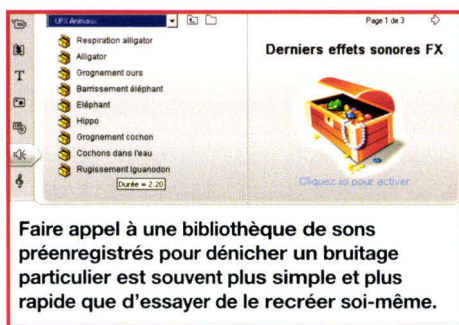 UFX Animaux
Page 1 de 3
Respiration alligator
Alligator
Grognement ours
Barrissement éléphant
Eléphant
Hippo
Grognement cochon
Cochons dans l'eau
Rugissement iguanodon
Durée = 2.20
Derniers effets sonores FX
Cliquez ici pour activer
T
Faire appel à une bibliothèque de sons
préenregistrés pour dénicher un bruitage
particulier est souvent plus simple et plus
rapide que d'essayer de le recréer soi-même.